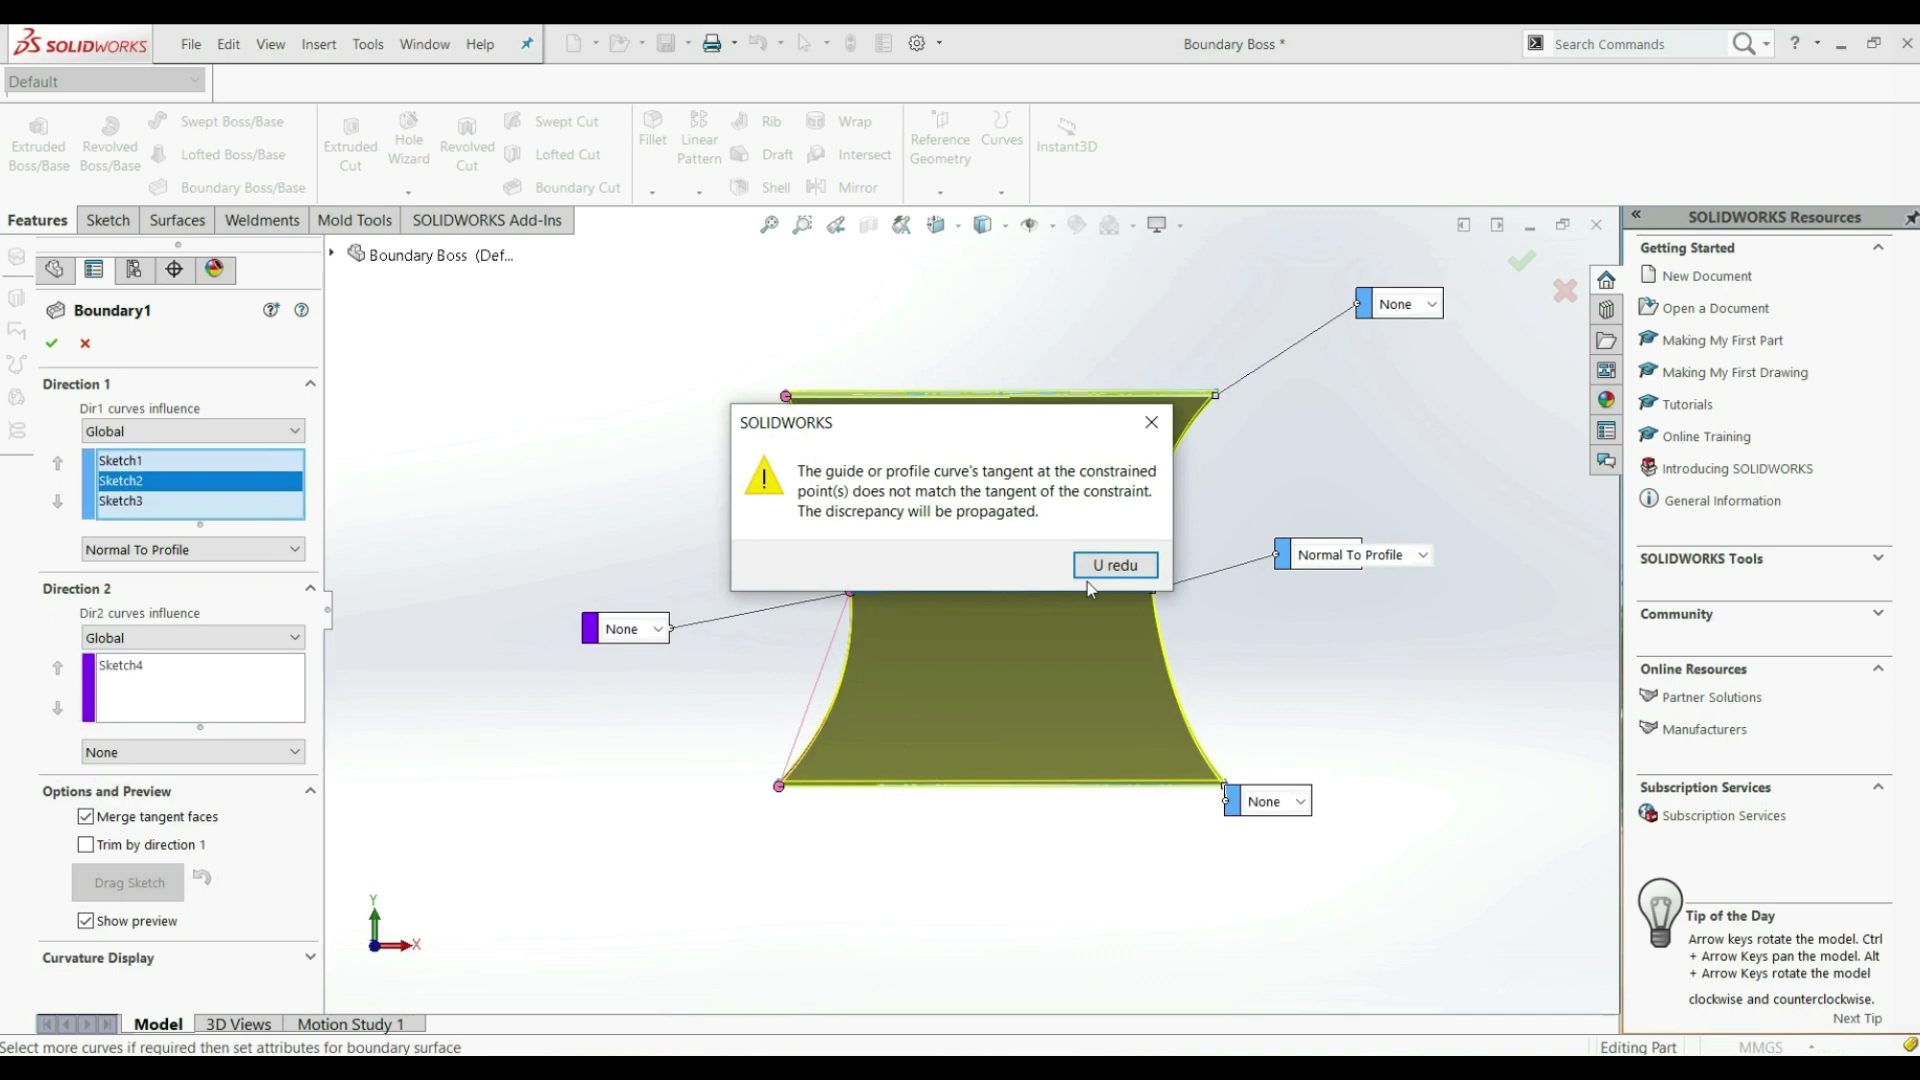 SOLIDWORKS
File Edit View Insert Tools Window Help
Boundary Boss *
Search Commands
?
Default
Extruded Boss/Base
Revolved Boss/Base
Swept Boss/Base
Lofted Boss/Base
Boundary Boss/Base
Extruded Cut
Hole Wizard
Revolved Cut
Swept Cut
Lofted Cut
Boundary Cut
Fillet
Linear Pattern
Rib
Draft
Shell
Wrap
Intersect
Mirror
Reference Geometry
Curves
Instant3D
Features Sketch Surfaces Weldments Mold Tools SOLIDWORKS Add-Ins
Boundary Boss (Def...
Boundary1
Direction 1
Dir1 curves influence
Global
Sketch1
Sketch2
Sketch3
Normal To Profile
Direction 2
Dir2 curves influence
Global
Sketch4
None
Options and Preview
Merge tangent faces
Trim by direction 1
Drag Sketch
Show preview
Curvature Display
None
SOLIDWORKS
The guide or profile curve's tangent at the constrained
point(s) does not match the tangent of the constraint.
The discrepancy will be propagated.
U redu
Normal To Profile
None
None
Y
X
SOLIDWORKS Resources
Getting Started
New Document
Open a Document
Making My First Part
Making My First Drawing
Tutorials
Online Training
Introducing SOLIDWORKS
General Information
SOLIDWORKS Tools
Community
Online Resources
Partner Solutions
Manufacturers
Subscription Services
Subscription Services
Tip of the Day
Arrow keys rotate the model. Ctrl
+ Arrow Keys pan the model. Alt
+ Arrow Keys rotate the model
clockwise and counterclockwise.
Next Tip
Model 3D Views Motion Study 1
Select more curves if required then set attributes for boundary surface
Editing Part MMGS